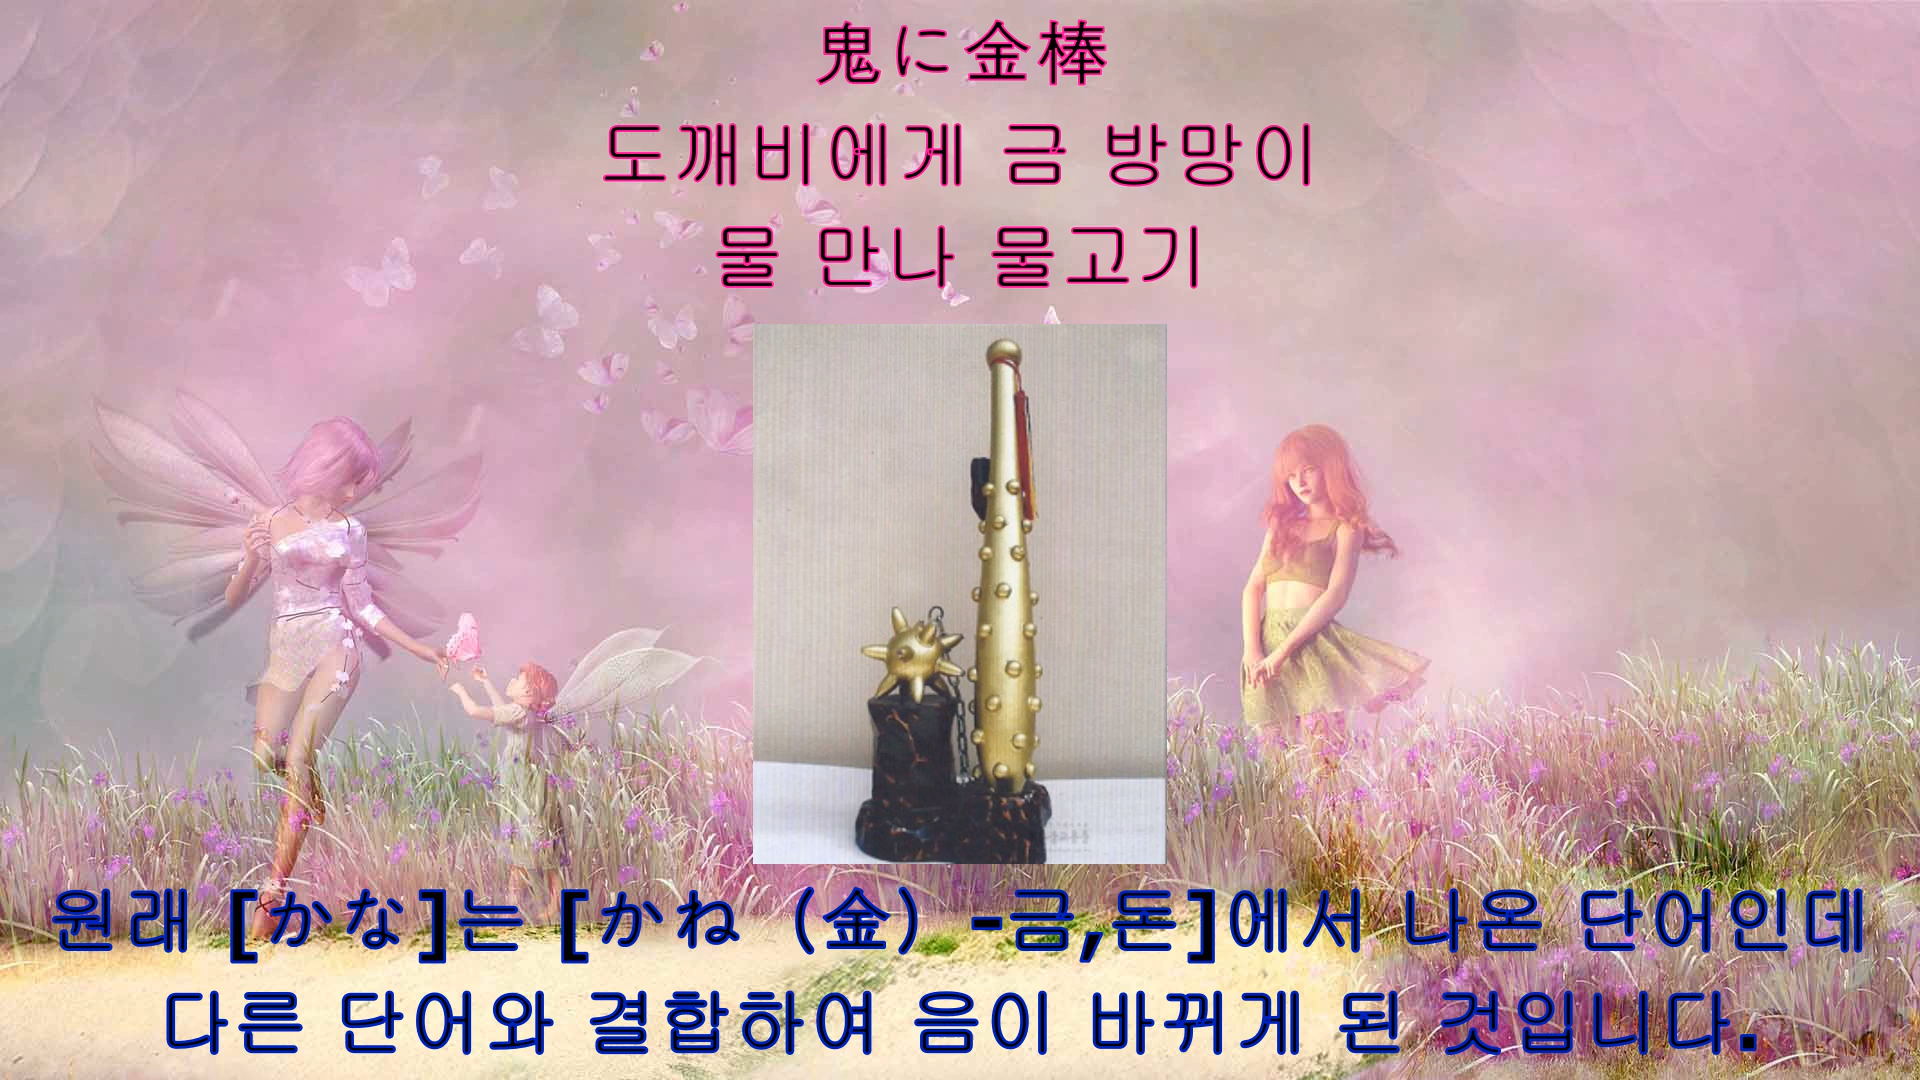 鬼に金棒
도깨비에게 금 방망이
물 만나 물고기
원래 [かな]는 [かね（金）-금,돈]에서 나온 단어인데
다른 단어와 결합하여 음이 바뀌게 된 것입니다.